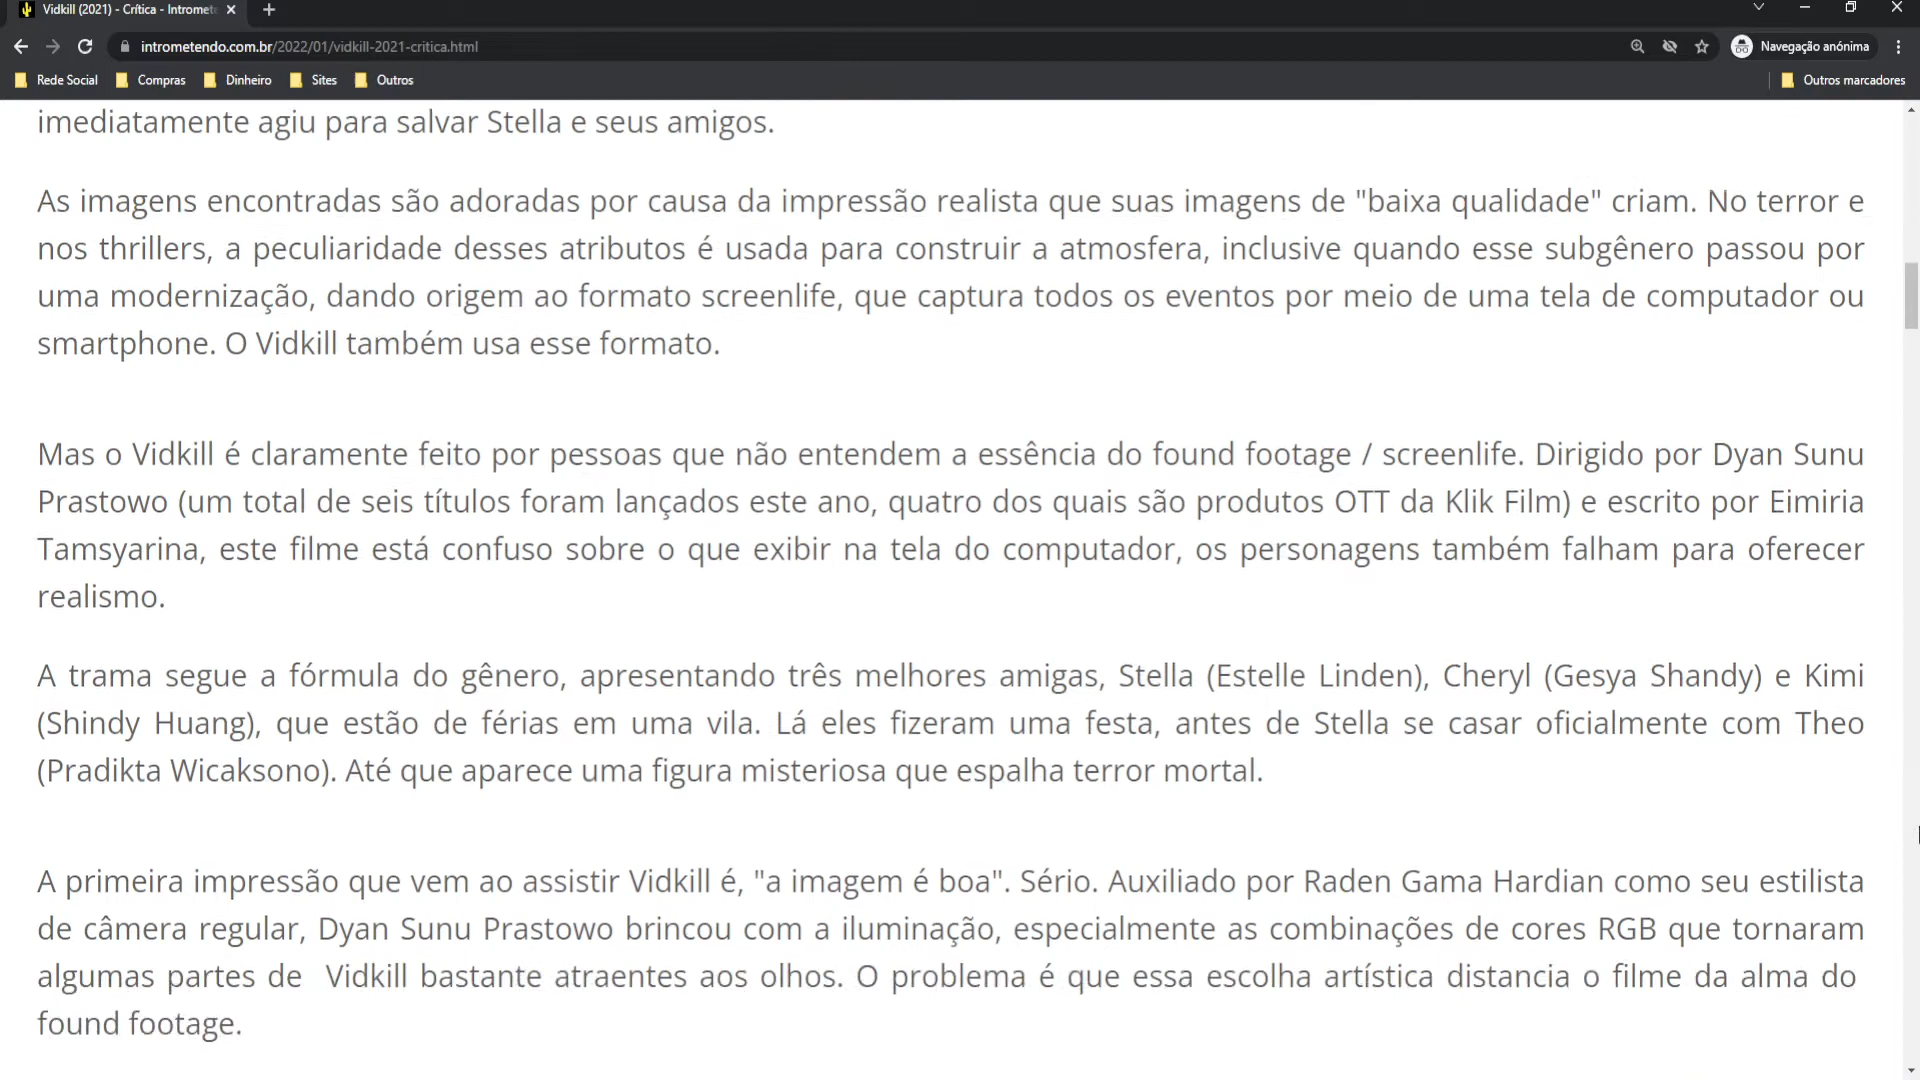 Vidkill (2021) - Crítica - Intromet
intrometendo.com.br/2022/01/vidkill-2021-critica.html
Navegação anónima
Rede Social Compras Dinheiro Sites Outros Outros marcadores
imediatamente agiu para salvar Stella e seus amigos.
As imagens encontradas são adoradas por causa da impressão realista que suas imagens de "baixa qualidade" criam. No terror e
nos thrillers, a peculiaridade desses atributos é usada para construir a atmosfera, inclusive quando esse subgênero passou por
uma modernização, dando origem ao formato screenlife, que captura todos os eventos por meio de uma tela de computador ou
smartphone. O Vidkill também usa esse formato.
Mas o Vidkill é claramente feito por pessoas que não entendem a essência do found footage / screenlife. Dirigido por Dyan Sunu
Prastowo (um total de seis títulos foram lançados este ano, quatro dos quais são produtos OTT da Klik Film) e escrito por Eimiria
Tamsyarina, este filme está confuso sobre o que exibir na tela do computador, os personagens também falham para oferecer
realismo.
A trama segue a fórmula do gênero, apresentando três melhores amigas, Stella (Estelle Linden), Cheryl (Gesya Shandy) e Kimi
(Shindy Huang), que estão de férias em uma vila. Lá eles fizeram uma festa, antes de Stella se casar oficialmente com Theo
(Pradikta Wicaksono). Até que aparece uma figura misteriosa que espalha terror mortal.
A primeira impressão que vem ao assistir Vidkill é, "a imagem é boa". Sério. Auxiliado por Raden Gama Hardian como seu estilista
de câmera regular, Dyan Sunu Prastowo brincou com a iluminação, especialmente as combinações de cores RGB que tornaram
algumas partes de Vidkill bastante atraentes aos olhos. O problema é que essa escolha artística distancia o filme da alma do
found footage.